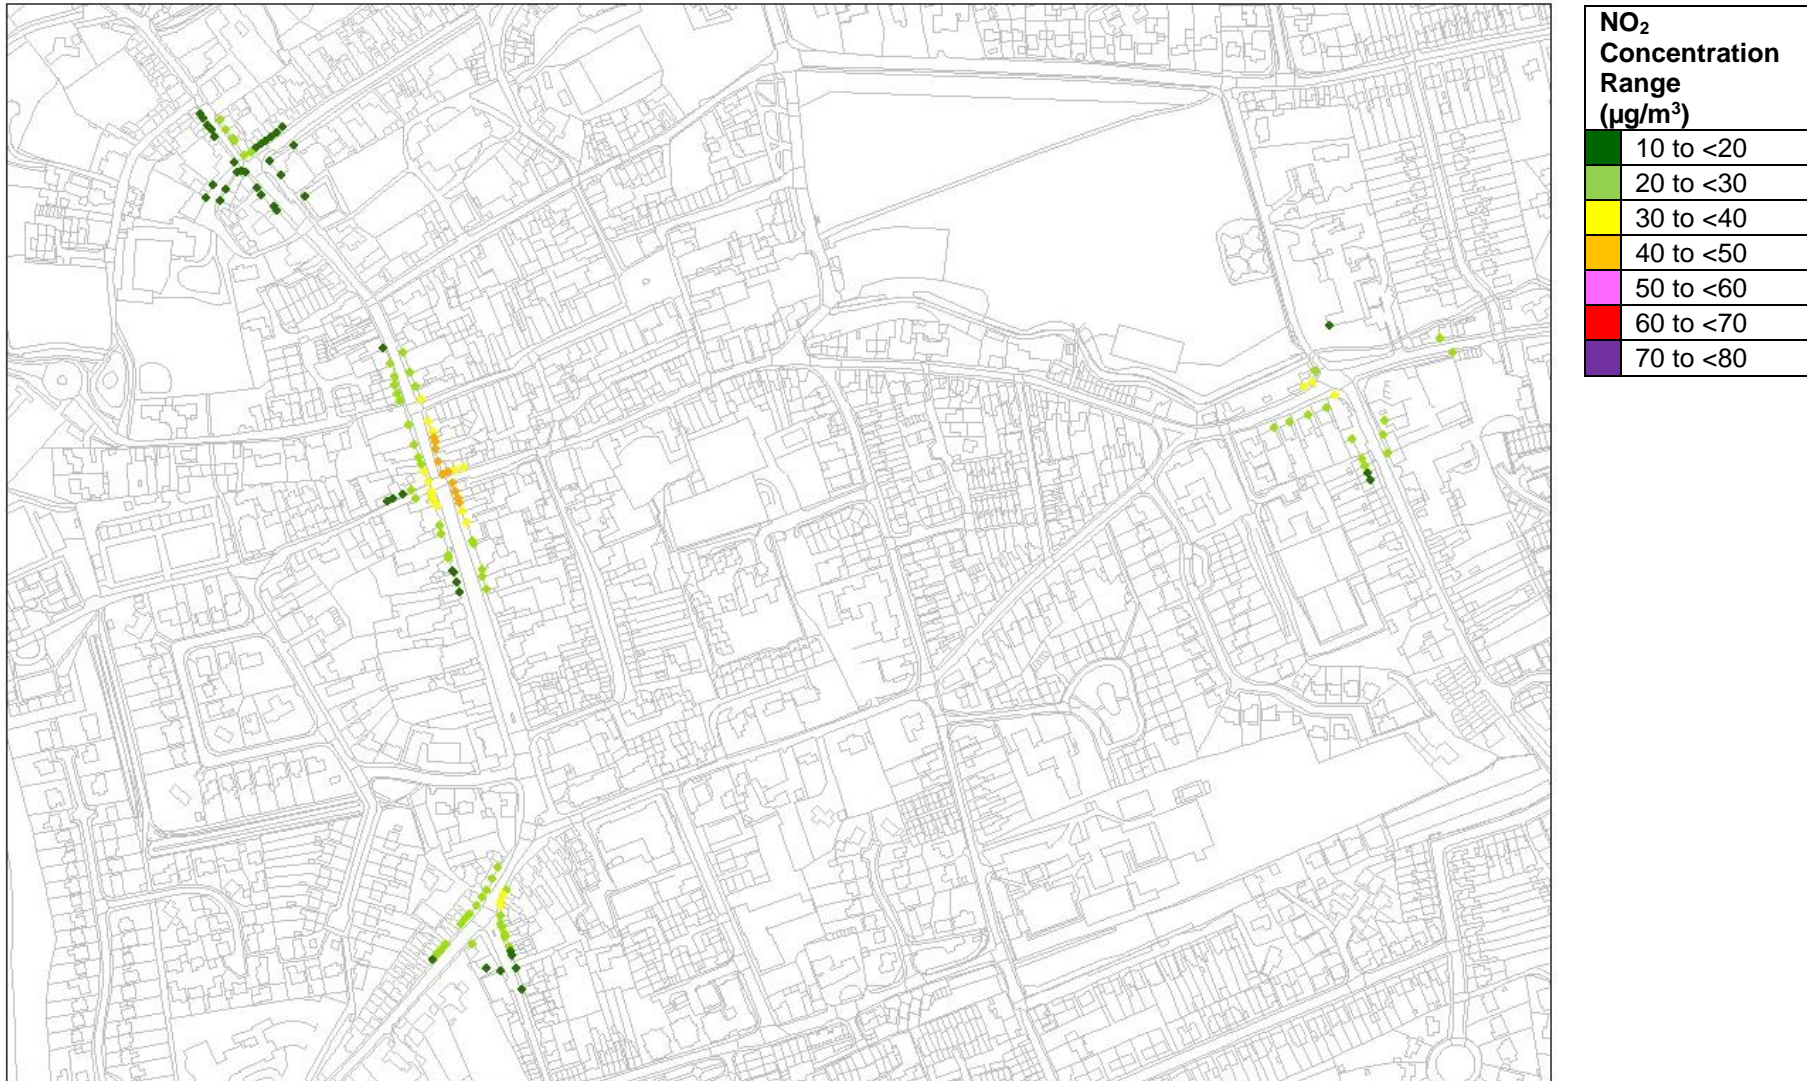 NO₂
Concentration
Range
(µg/m³)
10 to <20
20 to <30
30 to <40
40 to <50
50 to <60
60 to <70
70 to <80